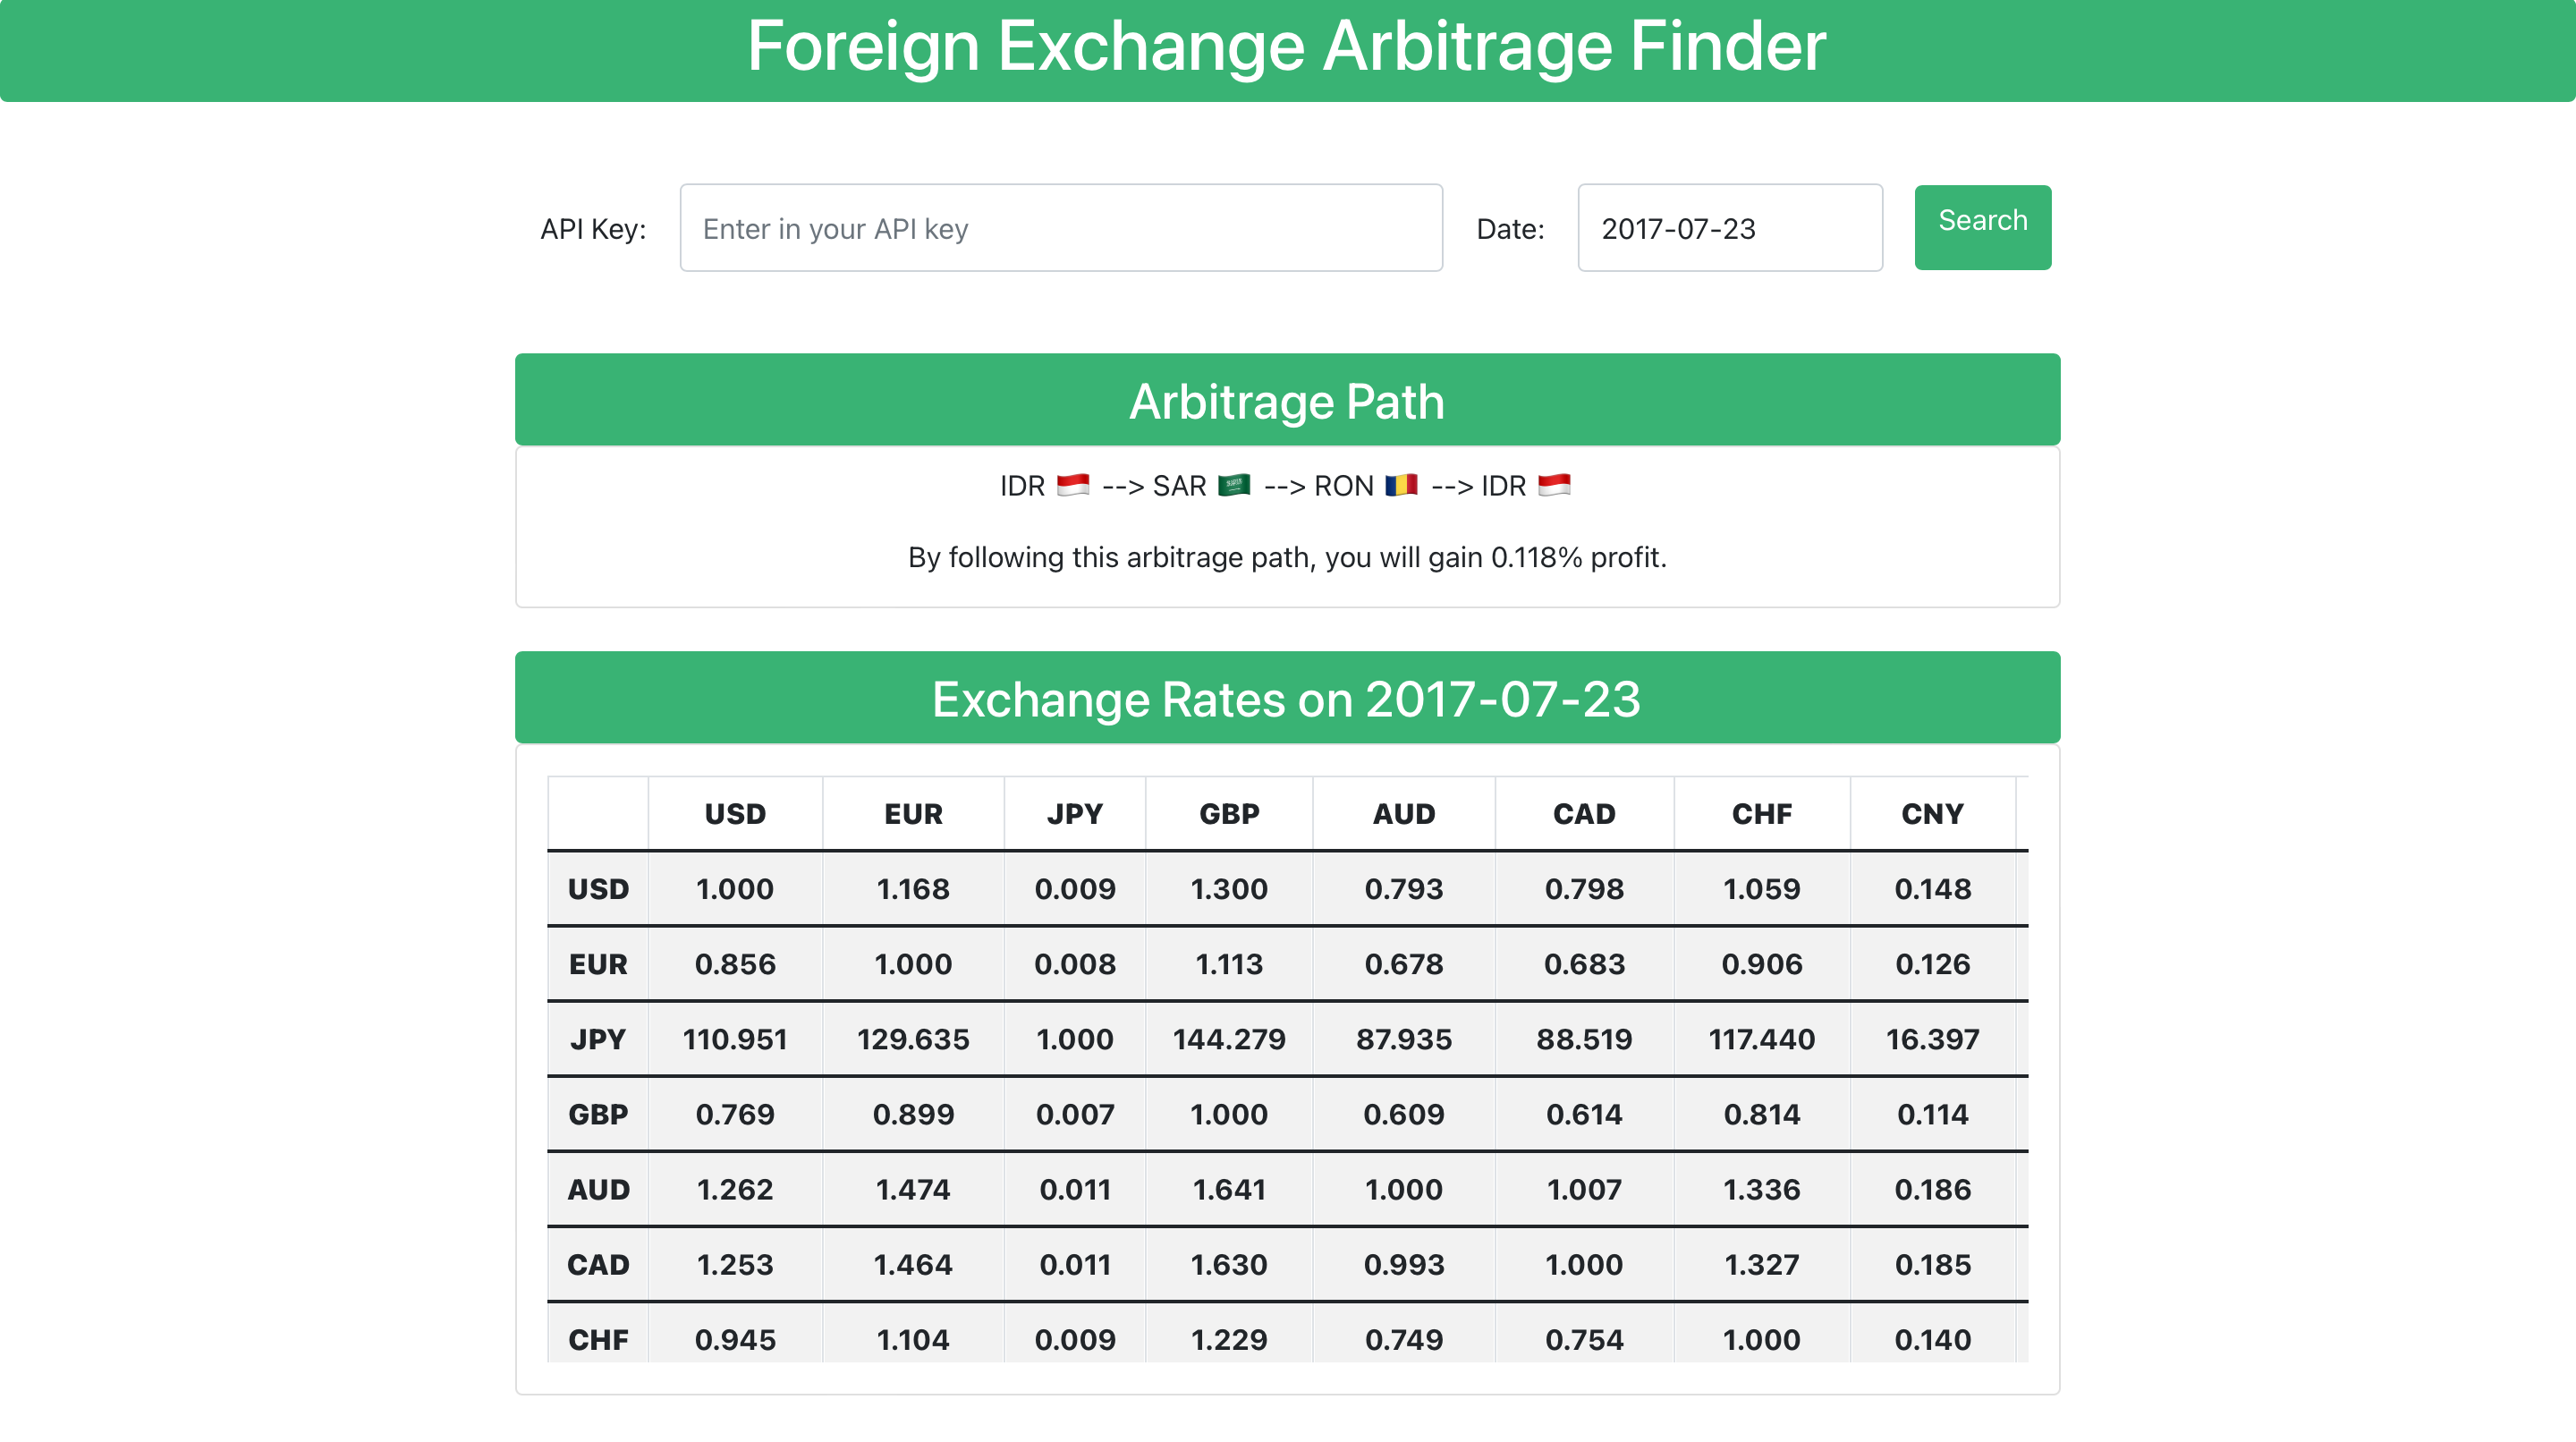 Foreign Exchange Arbitrage Finder
API Key: Enter in your API key Date: 2017-07-23 Search
Arbitrage Path
IDR 🇮🇩 --> SAR 🇸🇦 --> RON 🇷🇴 --> IDR 🇮🇩
By following this arbitrage path, you will gain 0.118% profit.
Exchange Rates on 2017-07-23
USD EUR JPY GBP AUD CAD CHF CNY
USD 1.000 1.168 0.009 1.300 0.793 0.798 1.059 0.148
EUR 0.856 1.000 0.008 1.113 0.678 0.683 0.906 0.126
JPY 110.951 129.635 1.000 144.279 87.935 88.519 117.440 16.397
GBP 0.769 0.899 0.007 1.000 0.609 0.614 0.814 0.114
AUD 1.262 1.474 0.011 1.641 1.000 1.007 1.336 0.186
CAD 1.253 1.464 0.011 1.630 0.993 1.000 1.327 0.185
CHF 0.945 1.104 0.009 1.229 0.749 0.754 1.000 0.140